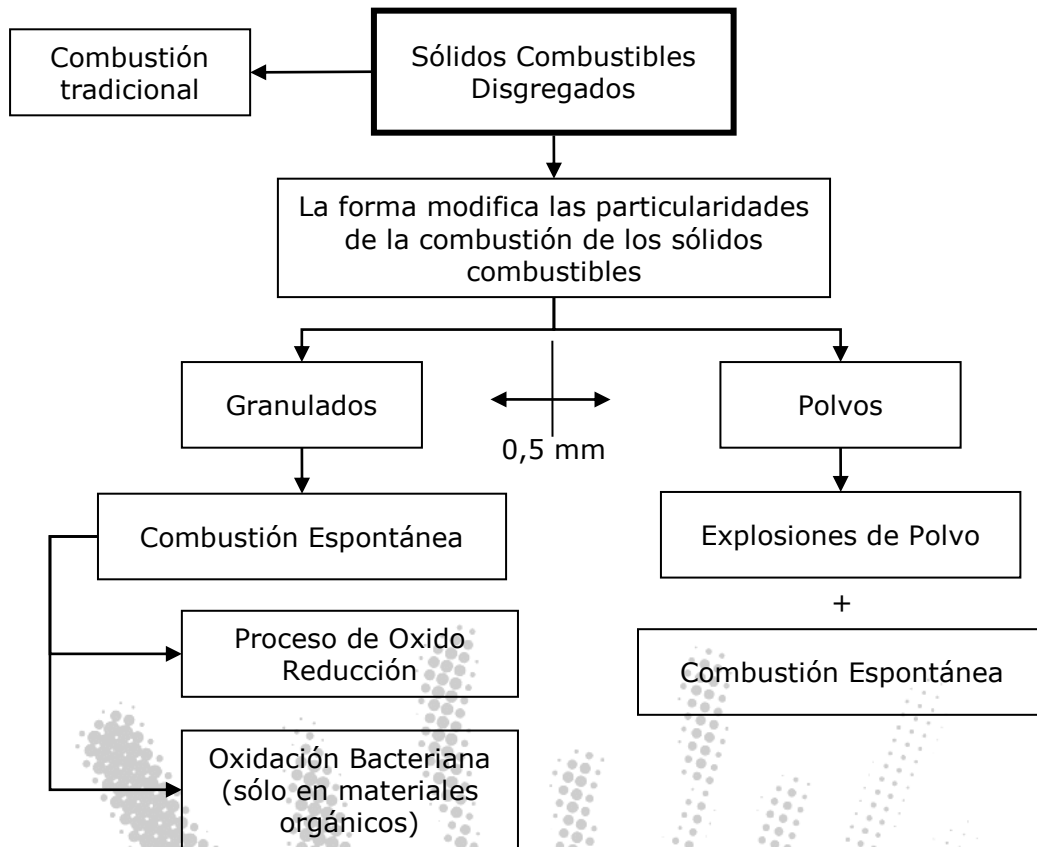 Combustión
tradicional
Sólidos Combustibles
Disgregados
La forma modifica las particularidades
de la combustión de los sólidos
combustibles
Granulados
0,5 mm
Polvos
Combustión Espontánea
Explosiones de Polvo
+
Combustión Espontánea
Proceso de Oxido
Reducción
Oxidación Bacteriana
(sólo en materiales
orgánicos)